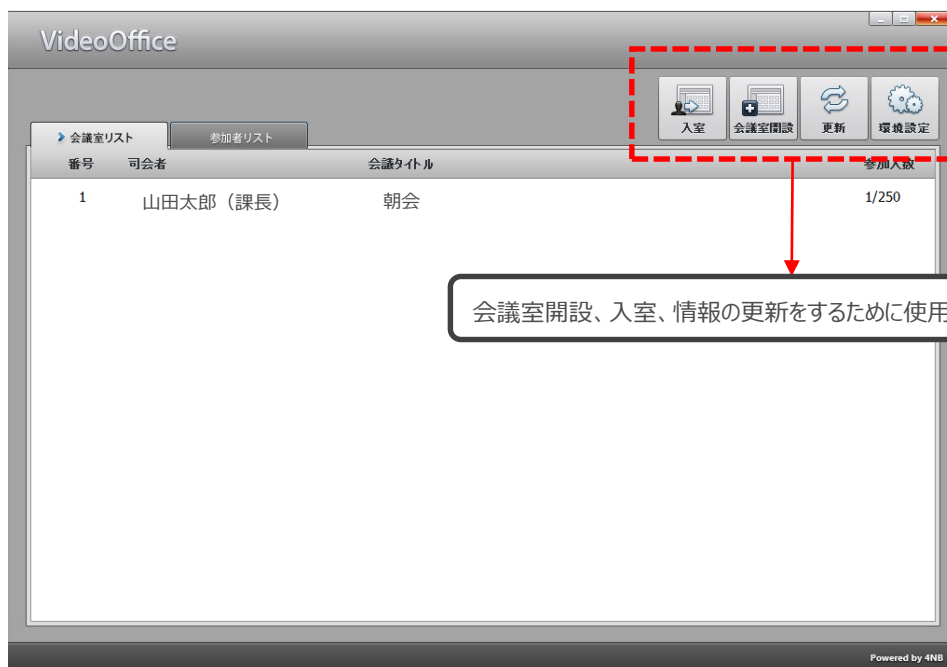 VideoOffice
入室 会議室開設 更新 環境設定
会議室リスト 参加者リスト
番号 司会者 会議タイトル 参加人数
1 山田太郎（課長） 朝会 1/250
会議室開設、入室、情報の更新をするために使用
Powered by 4NB